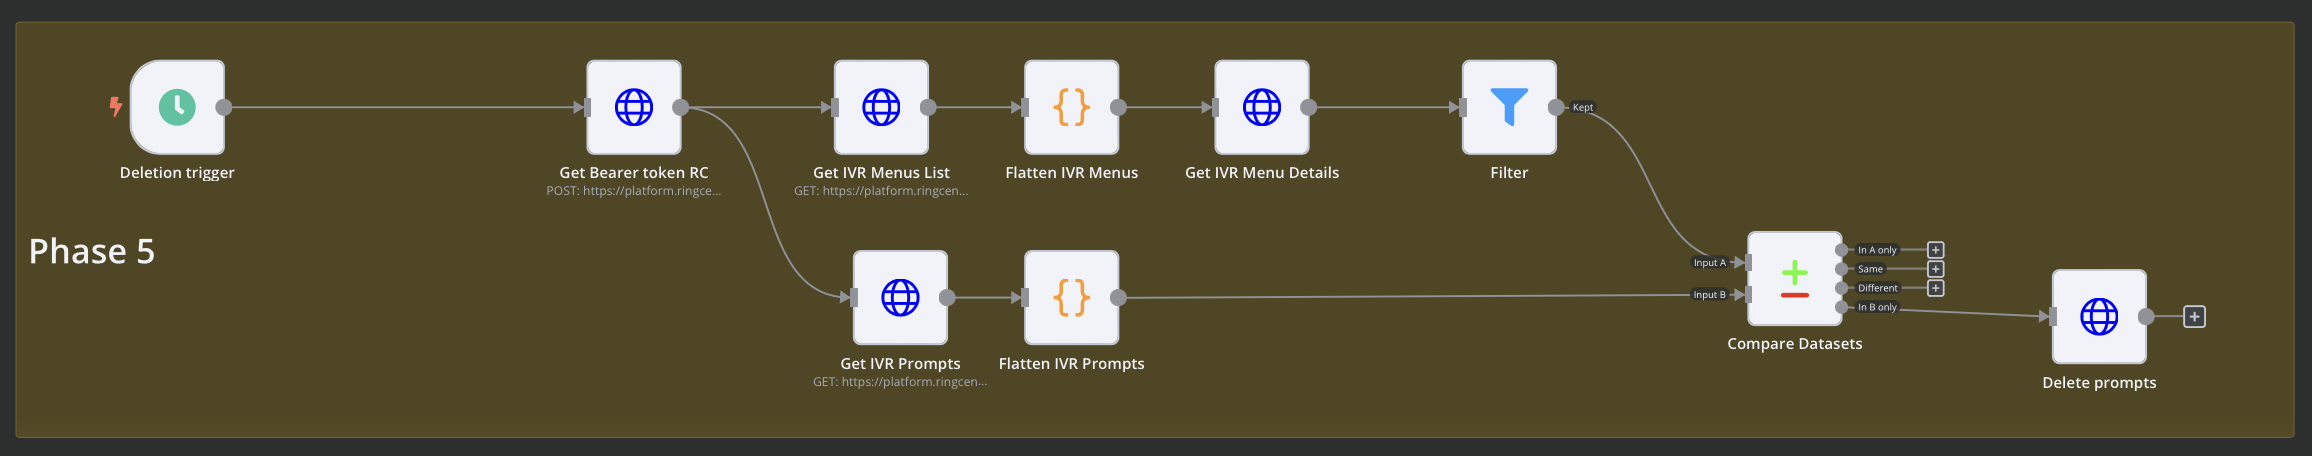 Deletion trigger
Get Bearer token RC
POST: https://platform.ringce...
Get IVR Menus List
GET: https://platform.ringcen...
Flatten IVR Menus
Get IVR Menu Details
Filter
Kept
Phase 5
Get IVR Prompts
GET: https://platform.ringcen...
Flatten IVR Prompts
Input A
Input B
In A only
Same
Different
In B only
Compare Datasets
Delete prompts